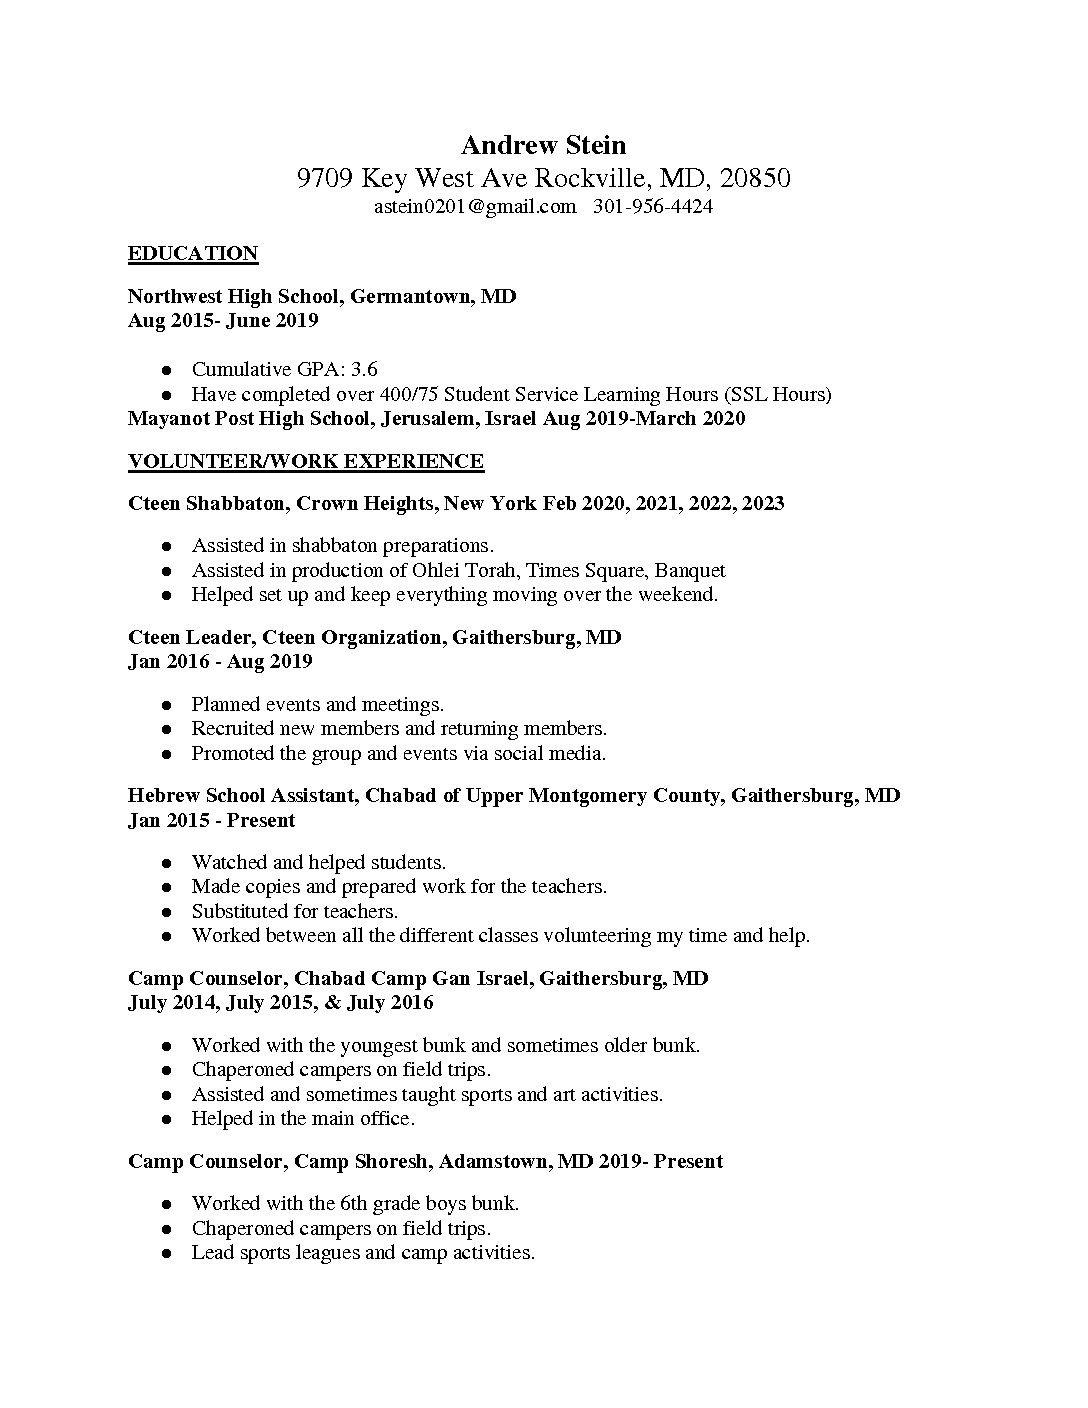 Andrew Stein
9709 Key West Ave Rockville, MD, 20850
astein0201@gmail.com 301-956-4424
EDUCATION
Northwest High School, Germantown, MD
Aug 2015- June 2019
● Cumulative GPA: 3.6
● Have completed over 400/75 Student Service Learning Hours (SSL Hours)
Mayanot Post High School, Jerusalem, Israel Aug 2019-March 2020
VOLUNTEER/WORK EXPERIENCE
Cteen Shabbaton, Crown Heights, New York Feb 2020, 2021, 2022, 2023
● Assisted in shabbaton preparations.
● Assisted in production of Ohlei Torah, Times Square, Banquet
● Helped set up and keep everything moving over the weekend.
Cteen Leader, Cteen Organization, Gaithersburg, MD
Jan 2016 - Aug 2019
● Planned events and meetings.
● Recruited new members and returning members.
● Promoted the group and events via social media.
Hebrew School Assistant, Chabad of Upper Montgomery County, Gaithersburg, MD
Jan 2015 - Present
● Watched and helped students.
● Made copies and prepared work for the teachers.
● Substituted for teachers.
● Worked between all the different classes volunteering my time and help.
Camp Counselor, Chabad Camp Gan Israel, Gaithersburg, MD
July 2014, July 2015, & July 2016
● Worked with the youngest bunk and sometimes older bunk.
● Chaperoned campers on field trips.
● Assisted and sometimes taught sports and art activities.
● Helped in the main office.
Camp Counselor, Camp Shoresh, Adamstown, MD 2019- Present
● Worked with the 6th grade boys bunk.
● Chaperoned campers on field trips.
● Lead sports leagues and camp activities.